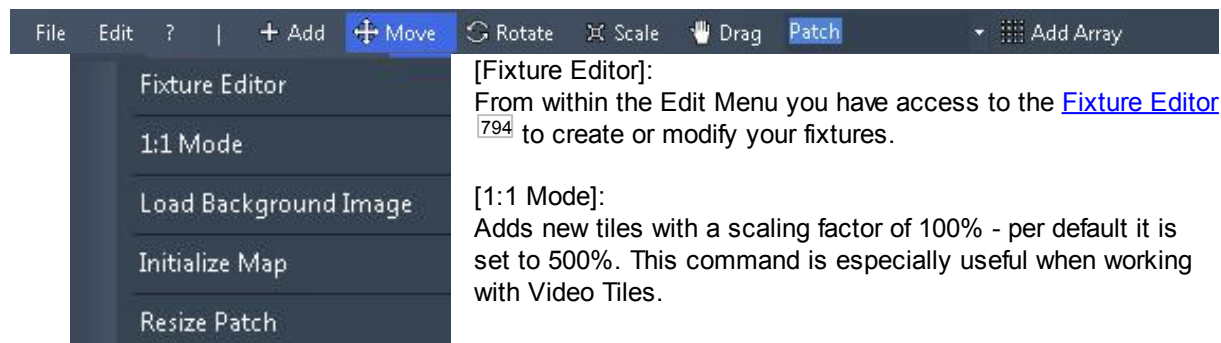 File Edit ? | + Add Move Rotate Scale Drag Patch Add Array
Fixture Editor
1:1 Mode
Load Background Image
Initialize Map
Resize Patch
[Fixture Editor]:
From within the Edit Menu you have access to the Fixture Editor
794 to create or modify your fixtures.
[1:1 Mode]:
Adds new tiles with a scaling factor of 100% - per default it is
set to 500%. This command is especially useful when working
with Video Tiles.